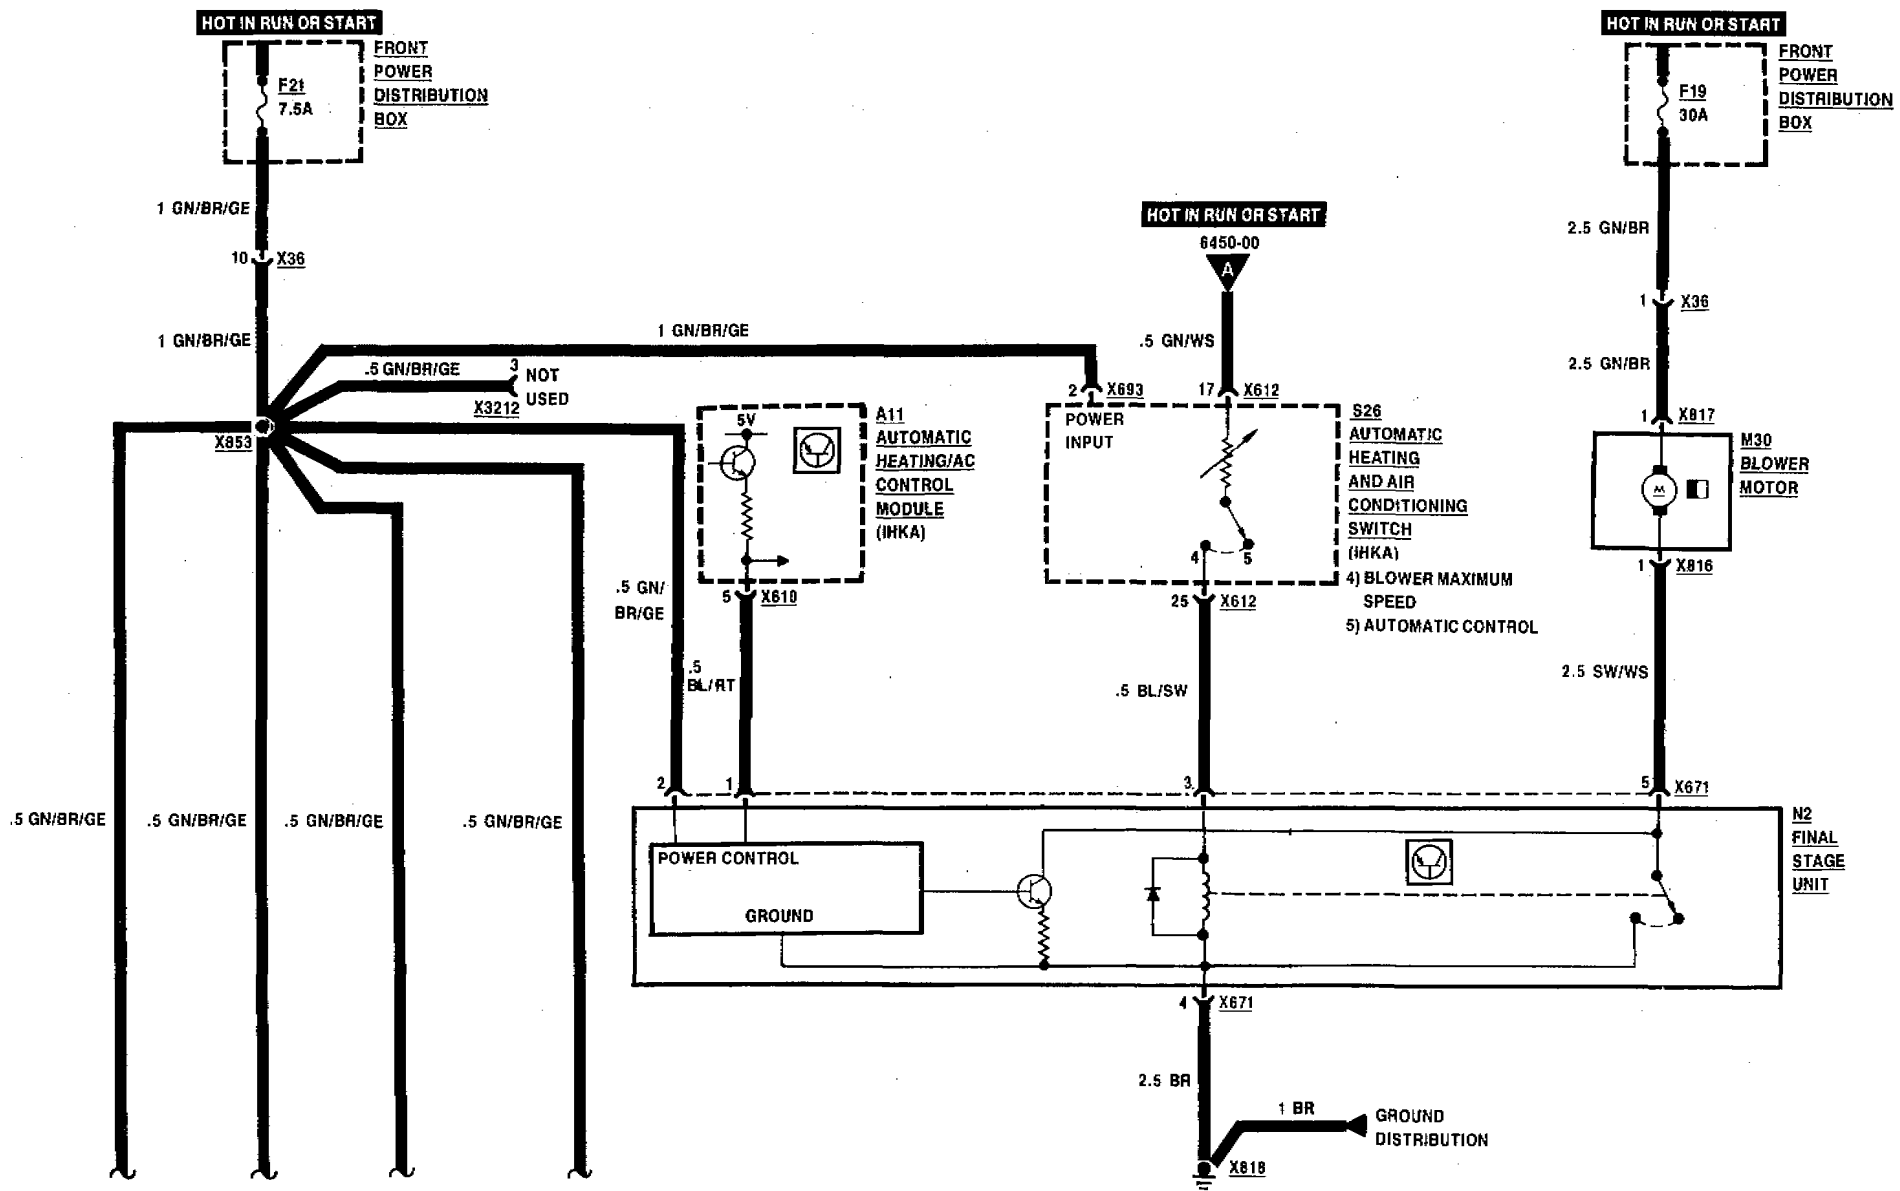 HOT IN RUN OR START
FRONT
POWER
DISTRIBUTION
BOX
F21
7.5A
1 GN/BR/GE
10
X36
1 GN/BR/GE
1 GN/BR/GE
.5 GN/BR/GE
3
NOT
USED
X3212
X853
HOT IN RUN OR START
FRONT
POWER
DISTRIBUTION
BOX
F19
30A
2.5 GN/BR
1
X36
2.5 GN/BR
1
X817
M30
BLOWER
MOTOR
M
1
X816
2.5 SW/WS
HOT IN RUN OR START
6450-00
A
.5 GN/WS
2
X693
17
X612
POWER
INPUT
4
5
S26
AUTOMATIC
HEATING
AND AIR
CONDITIONING
SWITCH
(IHKA)
4) BLOWER MAXIMUM
SPEED
5) AUTOMATIC CONTROL
25
X612
.5 BL/SW
5V
A11
AUTOMATIC
HEATING/AC
CONTROL
MODULE
(IHKA)
5
X610
.5 GN/
BR/GE
.5
BL/RT
2
1
3
5
X671
.5 GN/BR/GE
.5 GN/BR/GE
.5 GN/BR/GE
.5 GN/BR/GE
POWER CONTROL
GROUND
N2
FINAL
STAGE
UNIT
4
X671
2.5 BR
1 BR
GROUND
DISTRIBUTION
X818